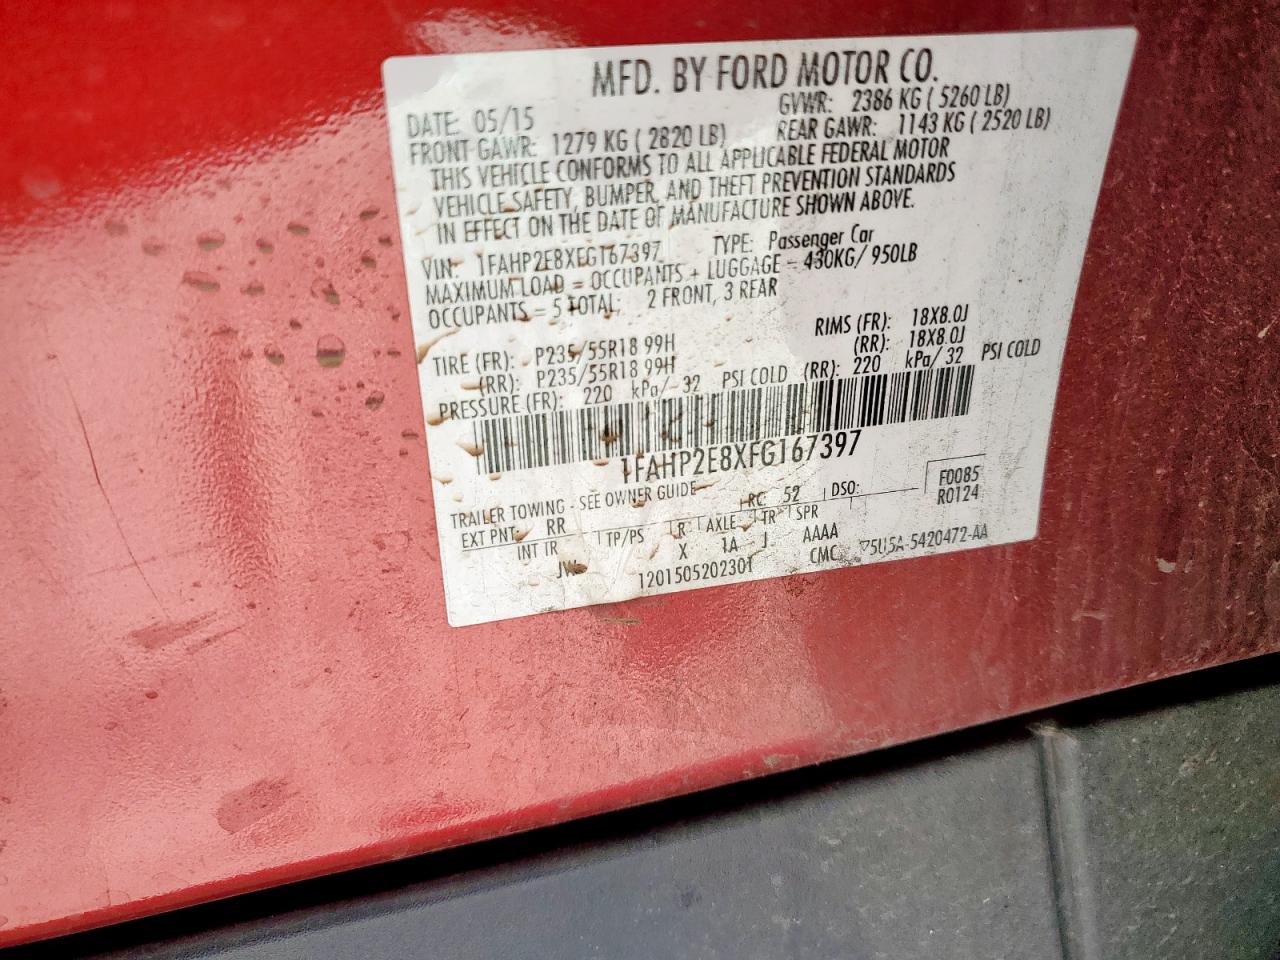 MFD. BY FORD MOTOR CO.
DATE: 05/15 GVWR: 2386 KG ( 5260 LB)
FRONT GAWR: 1279 KG ( 2820 LB) REAR GAWR: 1143 KG ( 2520 LB)
THIS VEHICLE CONFORMS TO ALL APPLICABLE FEDERAL MOTOR
VEHICLE SAFETY, BUMPER, AND THEFT PREVENTION STANDARDS
IN EFFECT ON THE DATE OF MANUFACTURE SHOWN ABOVE.
VIN: 1FAHP2E8XFG167397 TYPE: Passenger Car
MAXIMUM LOAD = OCCUPANTS + LUGGAGE = 430KG/ 950LB
OCCUPANTS = 5 TOTAL, 2 FRONT, 3 REAR
TIRE (FR): P235/55R18 99H RIMS (FR): 18X8.0J
(RR): P235/55R18 99H (RR): 18X8.0J
PRESSURE (FR): 220 kPa/ 32 PSI COLD (RR): 220 kPa/ 32 PSI COLD
1FAHP2E8XFG167397
TRAILER TOWING - SEE OWNER GUIDE
F0085
EXT PNT: RR RC: 52 DSO: R0124
INT TR TP/PS R AXLE TR SPR
JW X 1A J AAAA
1201505202301 CMC 75U5A-5420472-AA